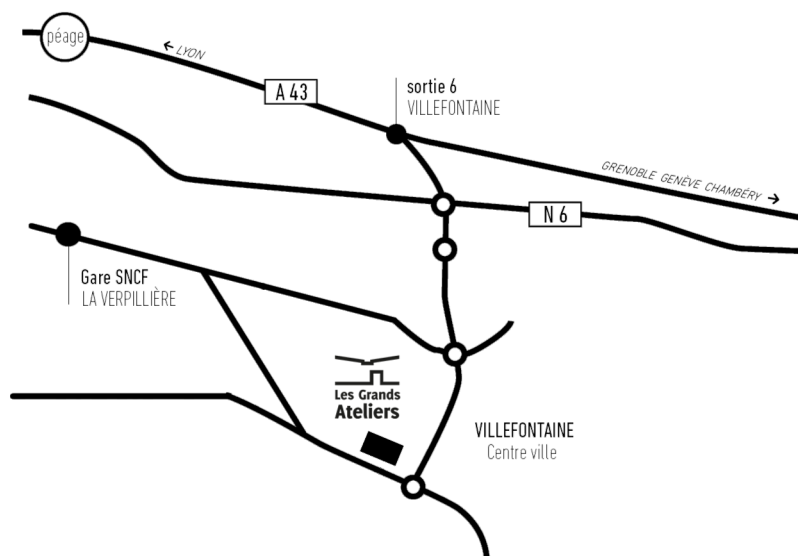 péage
← LYON
A 43
sortie 6
VILLEFONTAINE
GRENOBLE GENÈVE CHAMBÉRY →
N 6
Gare SNCF
LA VERPILLIÈRE
Les Grands
Ateliers
VILLEFONTAINE
Centre ville